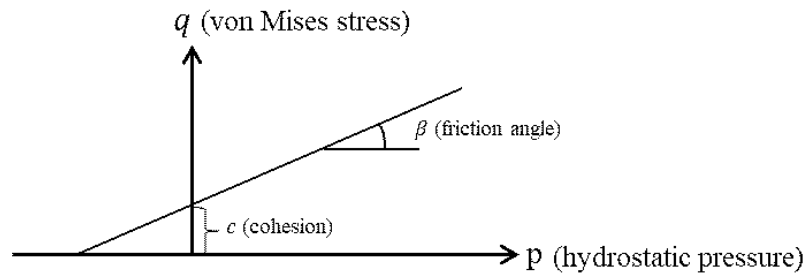 q (von Mises stress)
β (friction angle)
c (cohesion)
p (hydrostatic pressure)